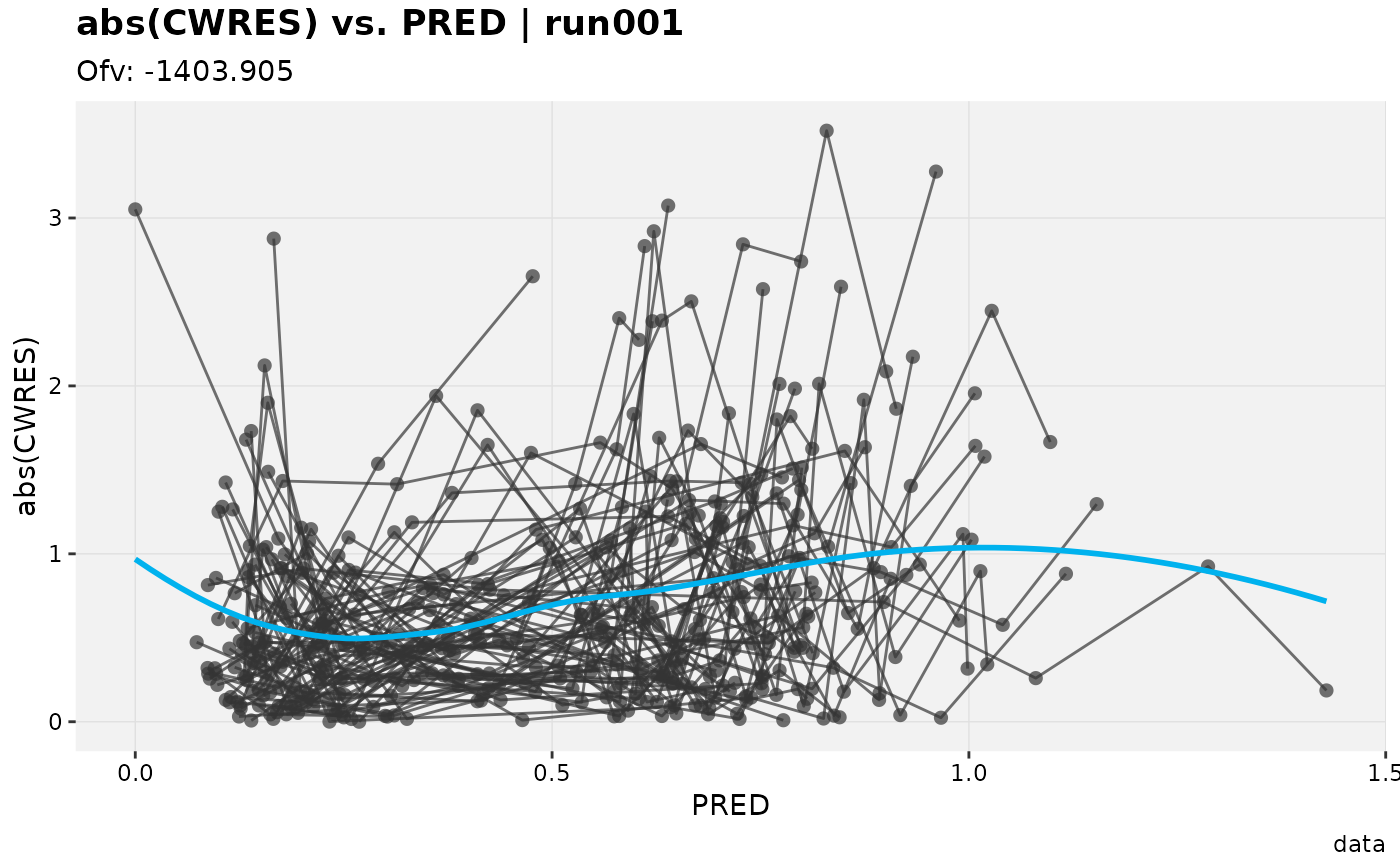 abs(CWRES) vs. PRED | run001
Ofv: -1403.905
abs(CWRES)
3
2
1
0
0.0 0.5 1.0 1.5
PRED
data